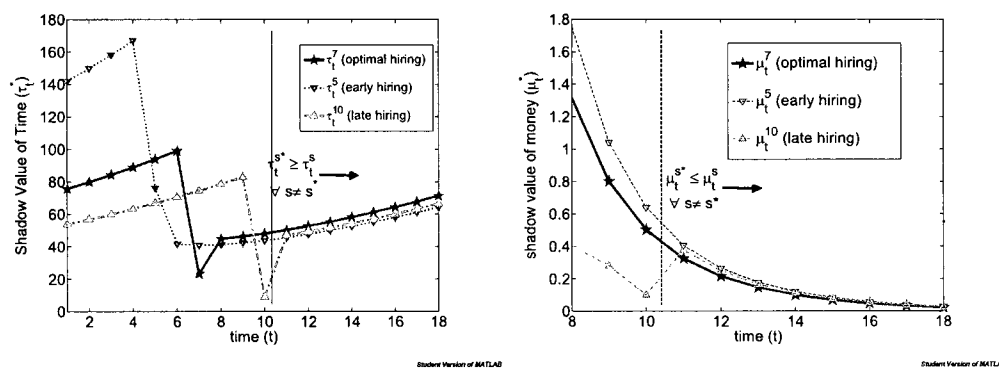 180
160
140
120
100
80
60
40
20
0
2 4 6 8 10 12 14 16 18
time (t)
Shadow Value of Time (τ*t)
τ7t (optimal hiring)
τ5t (early hiring)
τ10t (late hiring)
τs*t ≥ τst
∀ s≠ s*
Student Version of MATLAB
1.8
1.6
1.4
1.2
1
0.8
0.6
0.4
0.2
0
8 10 12 14 16 18
time (t)
shadow value of money (μ*t)
μ7t (optimal hiring)
μ5t (early hiring)
μ10t (late hiring)
μs*t ≤ μst
∀ s≠ s*
Student Version of MATLAB